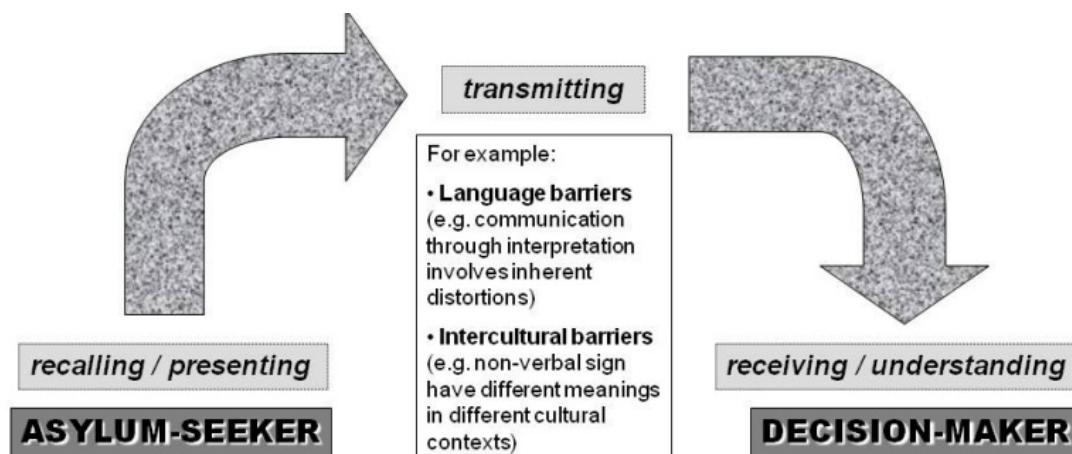 transmitting
For example:
• Language barriers
(e.g. communication
through interpretation
involves inherent
distortions)
• Intercultural barriers
(e.g. non-verbal sign
have different meanings
in different cultural
contexts)
recalling / presenting
ASYLUM-SEEKER
receiving / understanding
DECISION-MAKER